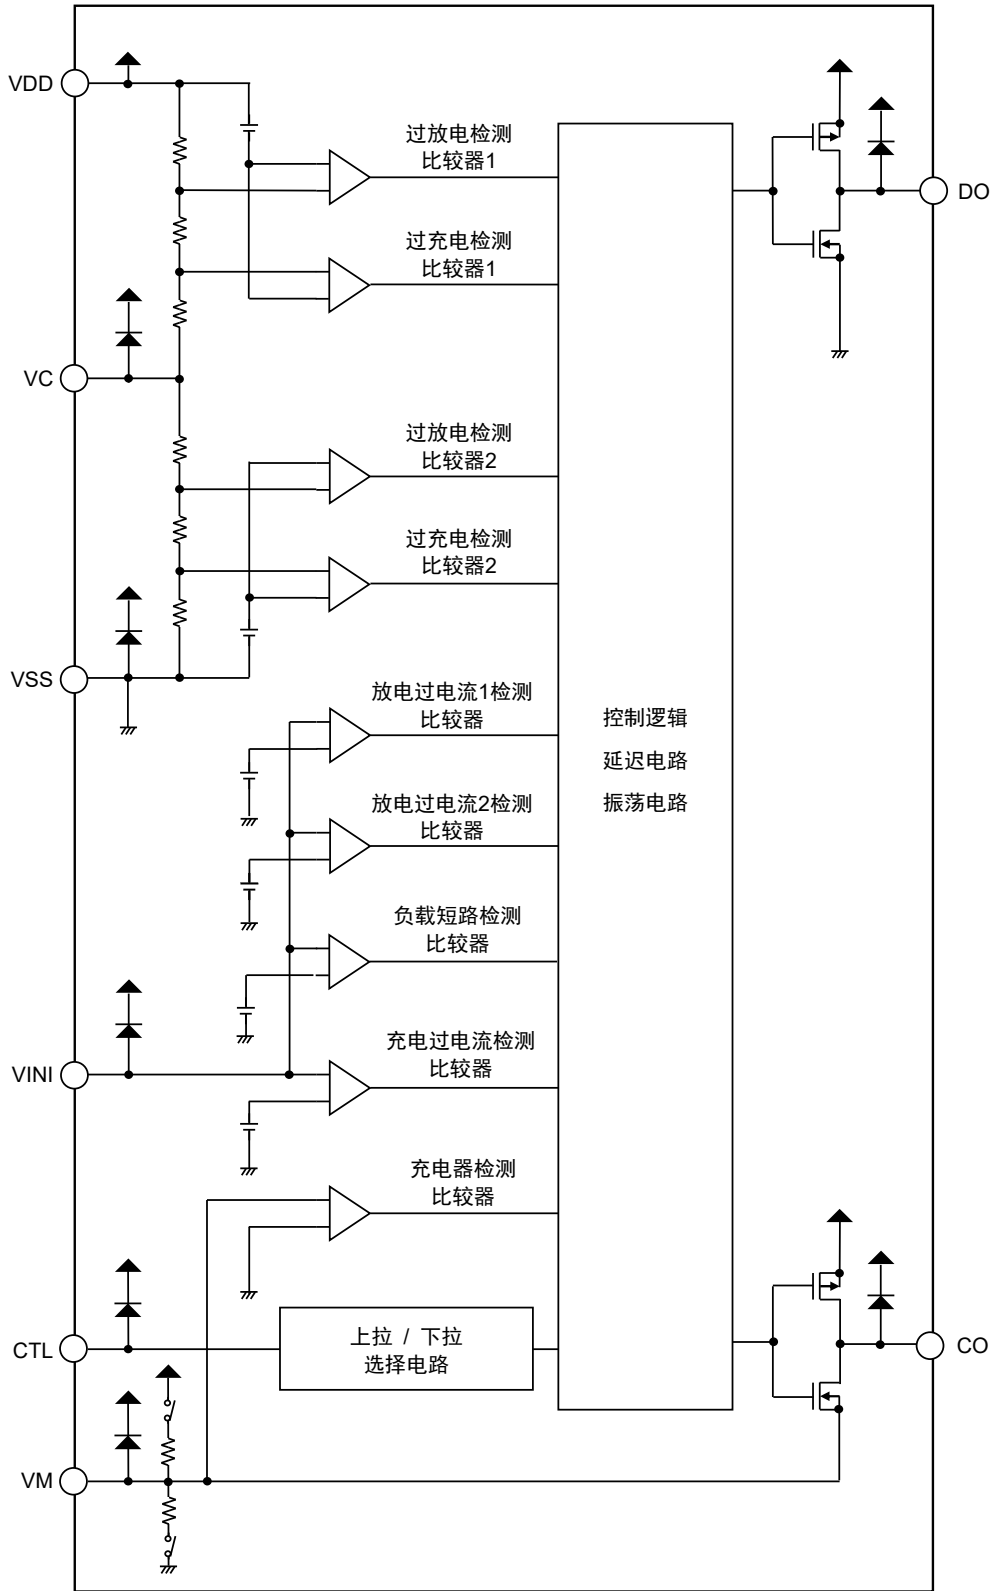 VDD
过放电检测
比较器1
DO
过充电检测
比较器1
VC
过放电检测
比较器2
过充电检测
比较器2
VSS
放电过电流1检测
比较器
控制逻辑
延迟电路
振荡电路
放电过电流2检测
比较器
负载短路检测
比较器
VINI
充电过电流检测
比较器
充电器检测
比较器
CTL
上拉 / 下拉
选择电路
CO
VM